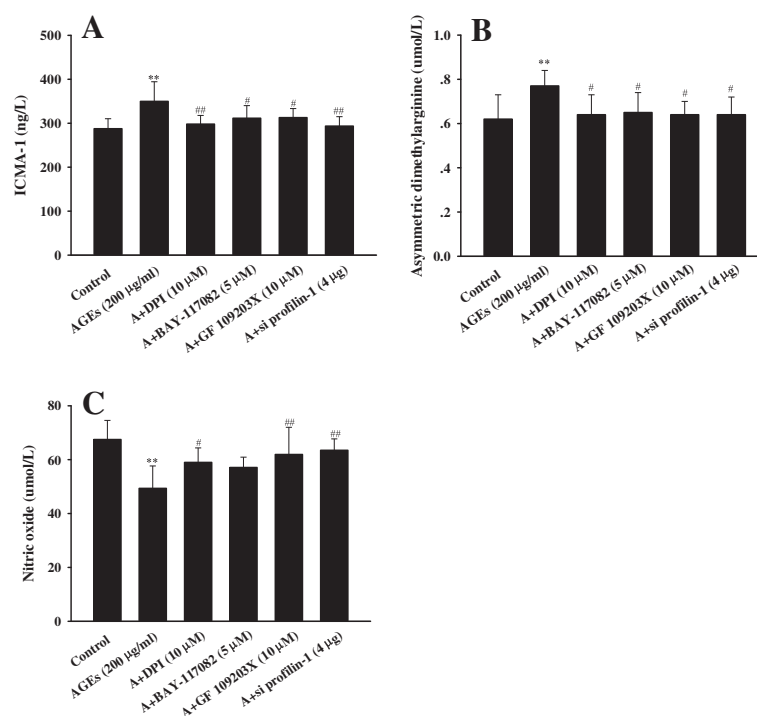 A
ICMA-1 (ng/L)
500
400
300
200
100
0
**
##
#
#
##
Control
AGEs (200 μg/ml)
A+DPI (10 μM)
A+BAY-117082 (5 μM)
A+GF 109203X (10 μM)
A+si profilin-1 (4 μg)
B
Asymmetric dimethylarginine (umol/L)
1.0
.8
.6
.4
.2
0.0
**
#
#
#
#
Control
AGEs (200 μg/ml)
A+DPI (10 μM)
A+BAY-117082 (5 μM)
A+GF 109203X (10 μM)
A+si profilin-1 (4 μg)
C
Nitric oxide (umol/L)
80
60
40
20
0
**
#
##
##
Control
AGEs (200 μg/ml)
A+DPI (10 μM)
A+BAY-117082 (5 μM)
A+GF 109203X (10 μM)
A+si profilin-1 (4 μg)